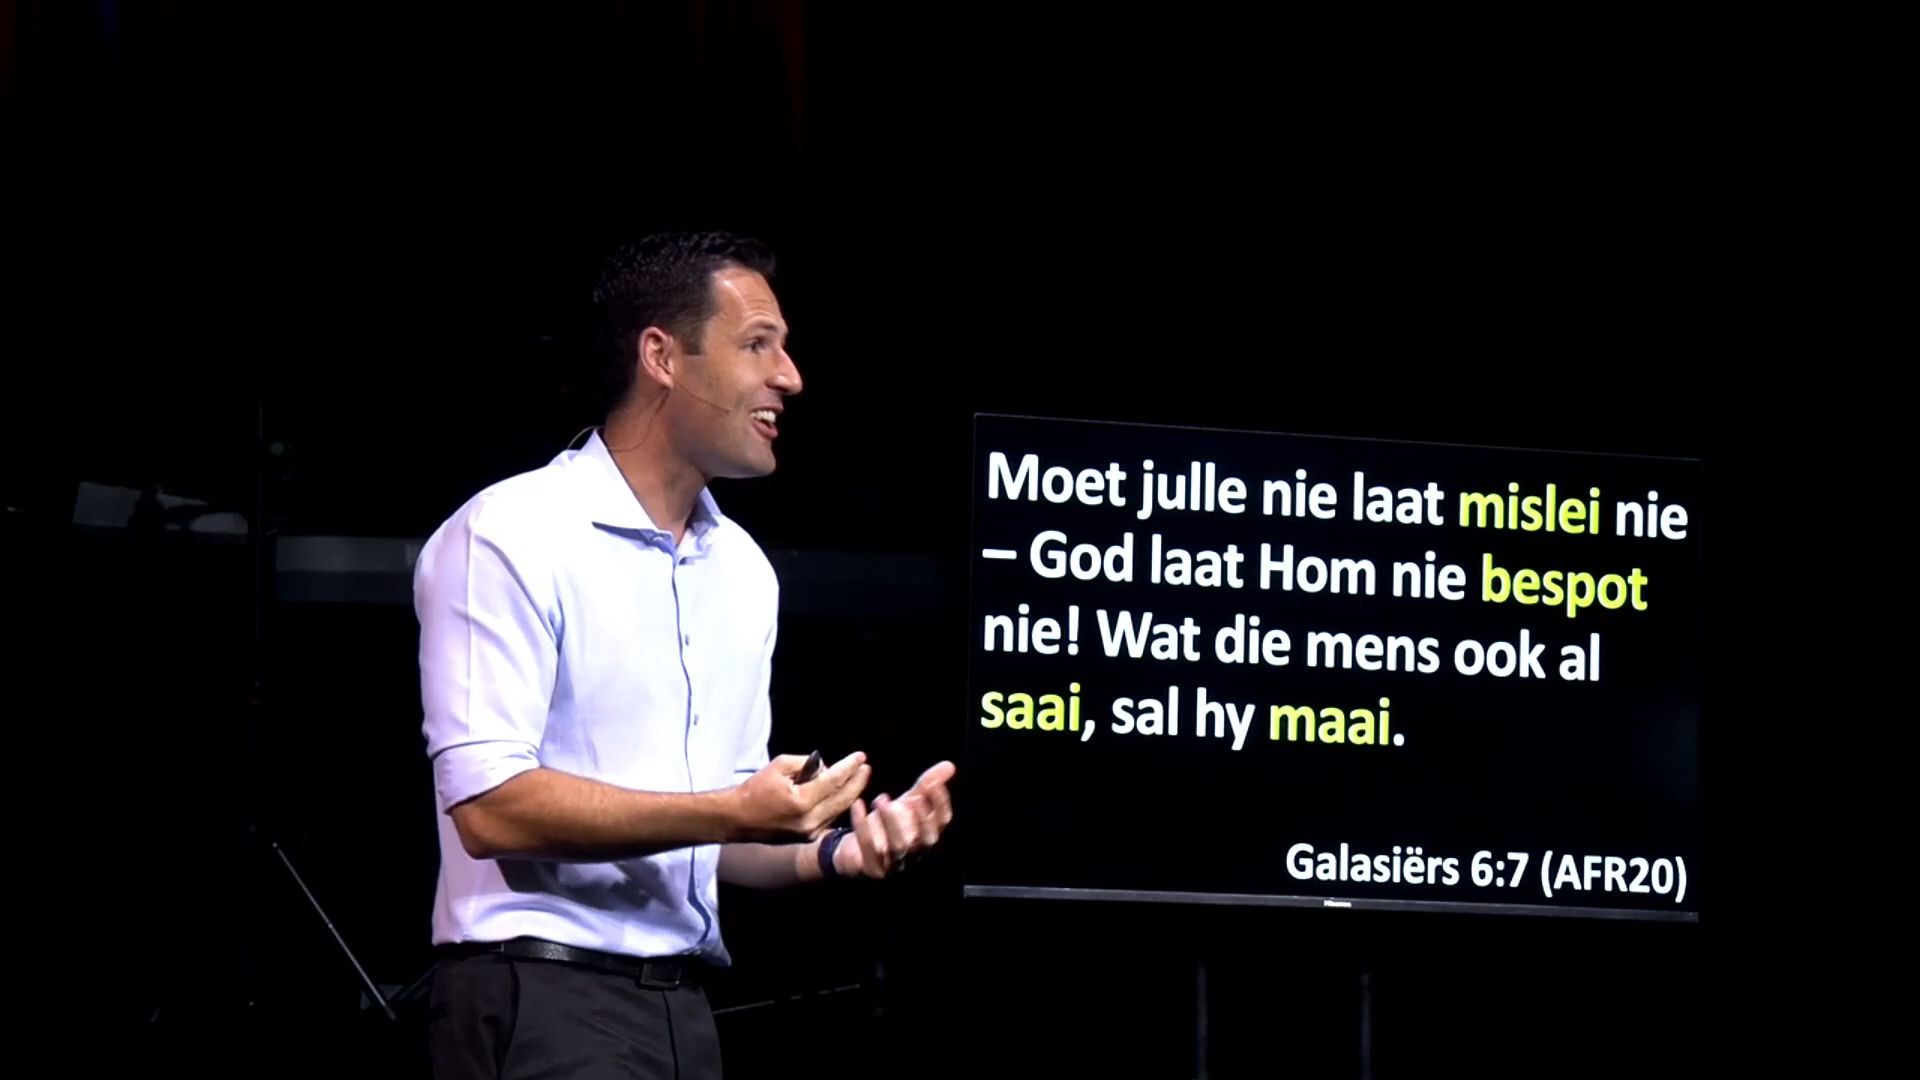 Moet julle nie laat mislei nie
– God laat Hom nie bespot
nie! Wat die mens ook al
saai, sal hy maai.
Galasiërs 6:7 (AFR20)
Hisense